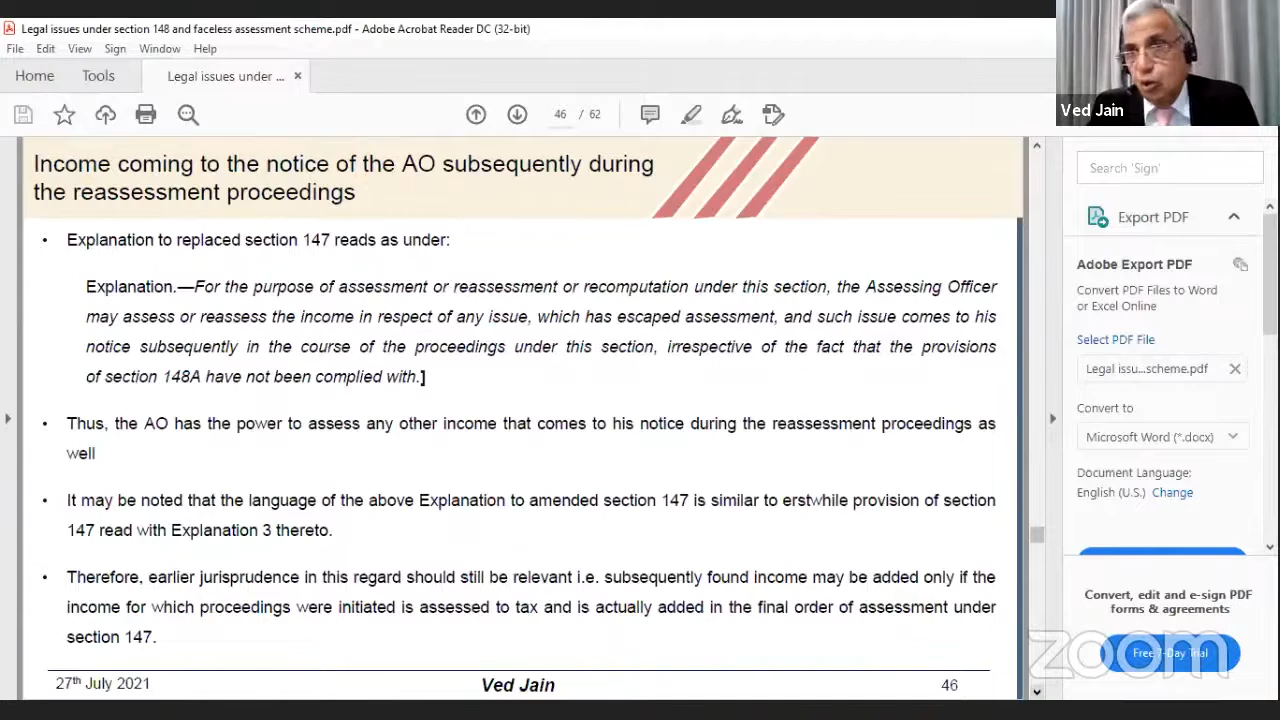 Legal issues under section 148 and faceless assessment scheme.pdf - Adobe Acrobat Reader DC (32-bit)
File Edit View Sign Window Help
Home Tools Legal issues under ... ×
46 / 62
Ved Jain
Income coming to the notice of the AO subsequently during
the reassessment proceedings
• Explanation to replaced section 147 reads as under:
Explanation.—For the purpose of assessment or reassessment or recomputation under this section, the Assessing Officer
may assess or reassess the income in respect of any issue, which has escaped assessment, and such issue comes to his
notice subsequently in the course of the proceedings under this section, irrespective of the fact that the provisions
of section 148A have not been complied with.]
• Thus, the AO has the power to assess any other income that comes to his notice during the reassessment proceedings as
well
• It may be noted that the language of the above Explanation to amended section 147 is similar to erstwhile provision of section
147 read with Explanation 3 thereto.
• Therefore, earlier jurisprudence in this regard should still be relevant i.e. subsequently found income may be added only if the
income for which proceedings were initiated is assessed to tax and is actually added in the final order of assessment under
section 147.
27th July 2021
Ved Jain
46
Search 'Sign'
Export PDF
Adobe Export PDF
Convert PDF Files to Word
or Excel Online
Select PDF File
Legal issu...scheme.pdf
Convert to
Microsoft Word (*.docx)
Document Language:
English (U.S.) Change
Convert, edit and e-sign PDF
forms & agreements
Free 7-Day Trial
zoom